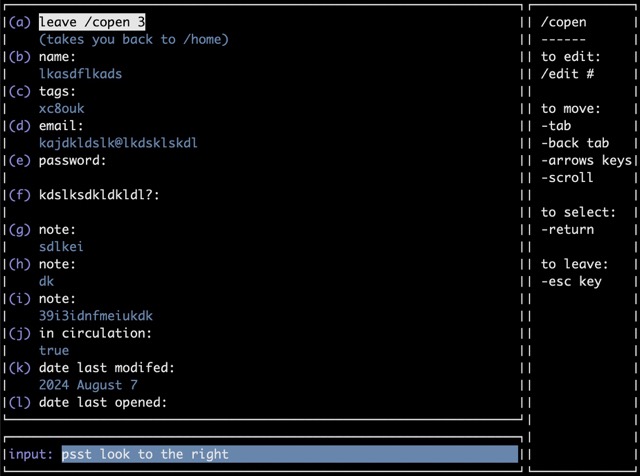 (a) leave /copen 3
(takes you back to /home)
(b) name:
lkasdflkads
(c) tags:
xc8ouk
(d) email:
kajdkldslk@lkdsklskdl
(e) password:
(f) kdslksdkldkldl?:
(g) note:
sdlkei
(h) note:
dk
(i) note:
39i3idnfmeiukdk
(j) in circulation:
true
(k) date last modifed:
2024 August 7
(l) date last opened:
input: psst look to the right
/copen
------
to edit:
/edit #
to move:
-tab
-back tab
-arrows keys
-scroll
to select:
-return
to leave:
-esc key